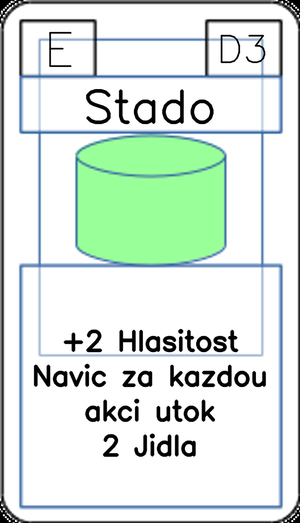 E
D3
Stado
+2 Hlasitost
Navic za kazdou
akci utok
2 Jidla